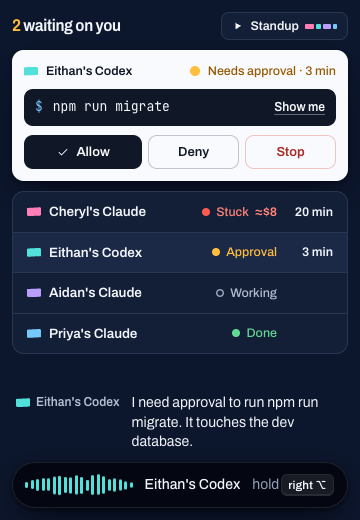 2 waiting on you
Standup
Eithan's Codex
Needs approval · 3 min
$ npm run migrate
Show me
Allow
Deny
Stop
Cheryl's Claude
Stuck ≈$8
20 min
Eithan's Codex
Approval
3 min
Aidan's Claude
Working
Priya's Claude
Done
Eithan's Codex
I need approval to run npm run
migrate. It touches the dev
database.
Eithan's Codex
hold right ⌥